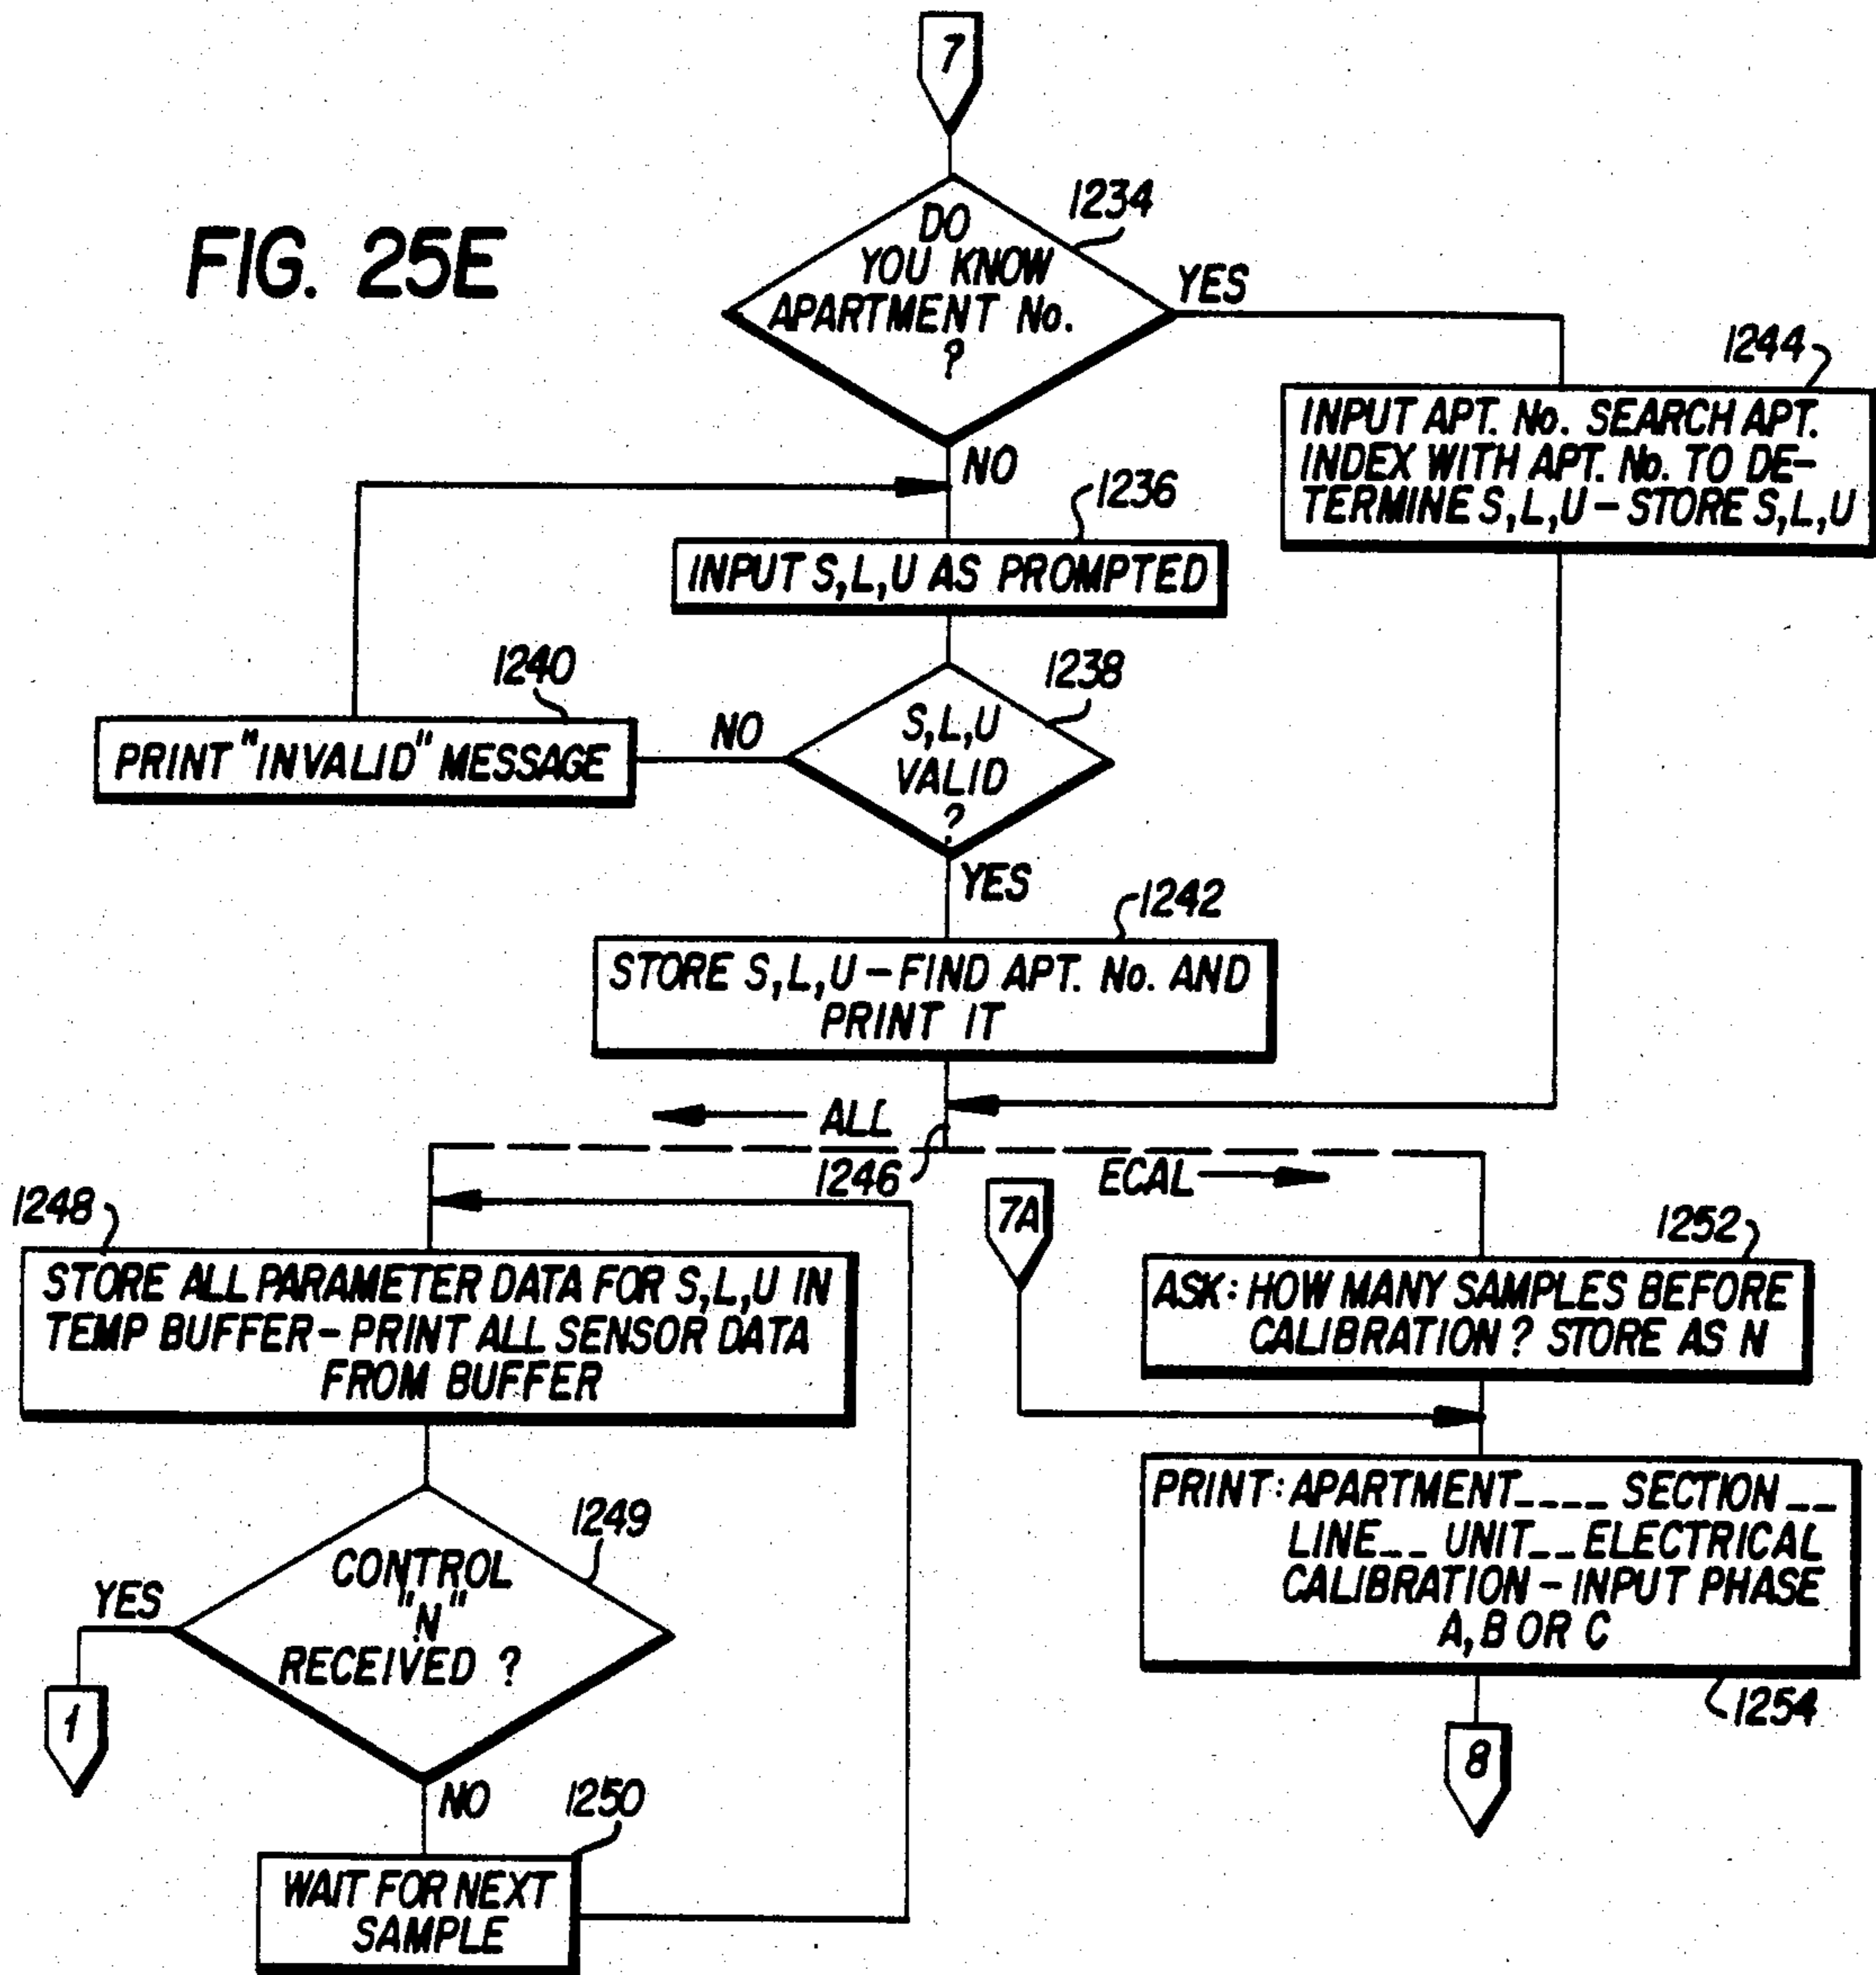 7
FIG. 25E
1234
DO
YOU KNOW
APARTMENT No.
?
YES
NO
1244
INPUT APT. No. SEARCH APT.
INDEX WITH APT. No. TO DE-
TERMINE S,L,U - STORE S,L,U
1236
INPUT S,L,U AS PROMPTED
1240
PRINT "INVALID" MESSAGE
NO
1238
S,L,U
VALID
?
YES
1242
STORE S,L,U - FIND APT. No. AND
PRINT IT
ALL
1246
ECAL
7A
1248
STORE ALL PARAMETER DATA FOR S,L,U IN
TEMP BUFFER - PRINT ALL SENSOR DATA
FROM BUFFER
1252
ASK: HOW MANY SAMPLES BEFORE
CALIBRATION ? STORE AS N
1249
CONTROL
"N"
RECEIVED ?
YES
1
NO
PRINT: APARTMENT____ SECTION __
LINE__ UNIT__ ELECTRICAL
CALIBRATION - INPUT PHASE
A, B OR C
1254
8
1250
WAIT FOR NEXT
SAMPLE